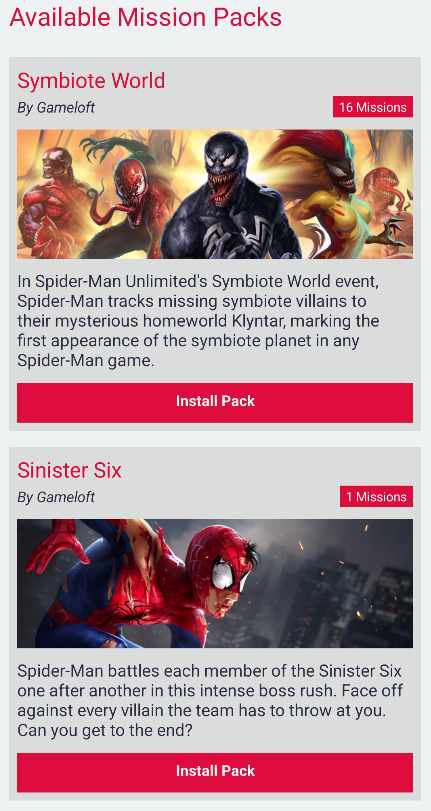 Available Mission Packs
Symbiote World
By Gameloft
16 Missions
In Spider-Man Unlimited's Symbiote World event,
Spider-Man tracks missing symbiote villains to
their mysterious homeworld Klyntar, marking the
first appearance of the symbiote planet in any
Spider-Man game.
Install Pack
Sinister Six
By Gameloft
1 Missions
Spider-Man battles each member of the Sinister Six
one after another in this intense boss rush. Face off
against every villain the team has to throw at you.
Can you get to the end?
Install Pack